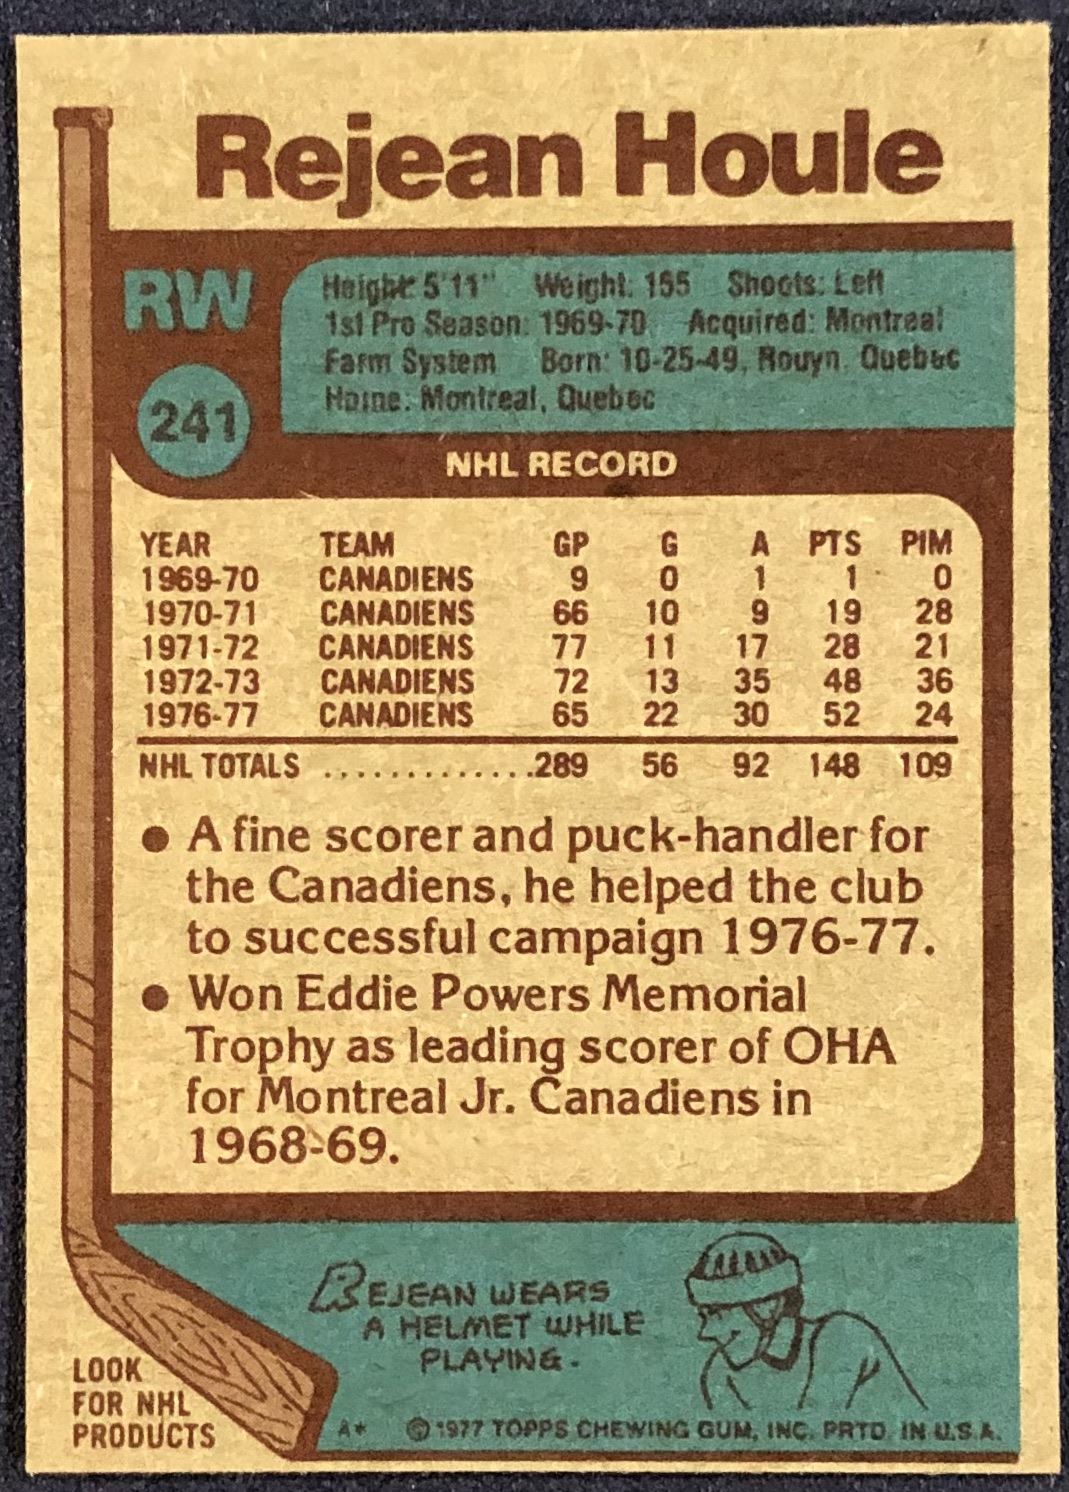 Rejean Houle
RW
Height: 5'11" Weight: 165 Shoots: Left
1st Pro Season: 1969-70 Acquired: Montreal
Farm System Born: 10-25-49, Rouyn, Quebec
Home: Montreal, Quebec
241
NHL RECORD
YEAR TEAM GP G A PTS PIM
1969-70 CANADIENS 9 0 1 1 0
1970-71 CANADIENS 66 10 9 19 28
1971-72 CANADIENS 77 11 17 28 21
1972-73 CANADIENS 72 13 35 48 36
1976-77 CANADIENS 65 22 30 52 24
NHL TOTALS ..............289 56 92 148 109
• A fine scorer and puck-handler for
the Canadiens, he helped the club
to successful campaign 1976-77.
• Won Eddie Powers Memorial
Trophy as leading scorer of OHA
for Montreal Jr. Canadiens in
1968-69.
REJEAN WEARS
A HELMET WHILE
PLAYING.
LOOK
FOR NHL
PRODUCTS
A* © 1977 TOPPS CHEWING GUM, INC. PRTD. IN U.S.A.